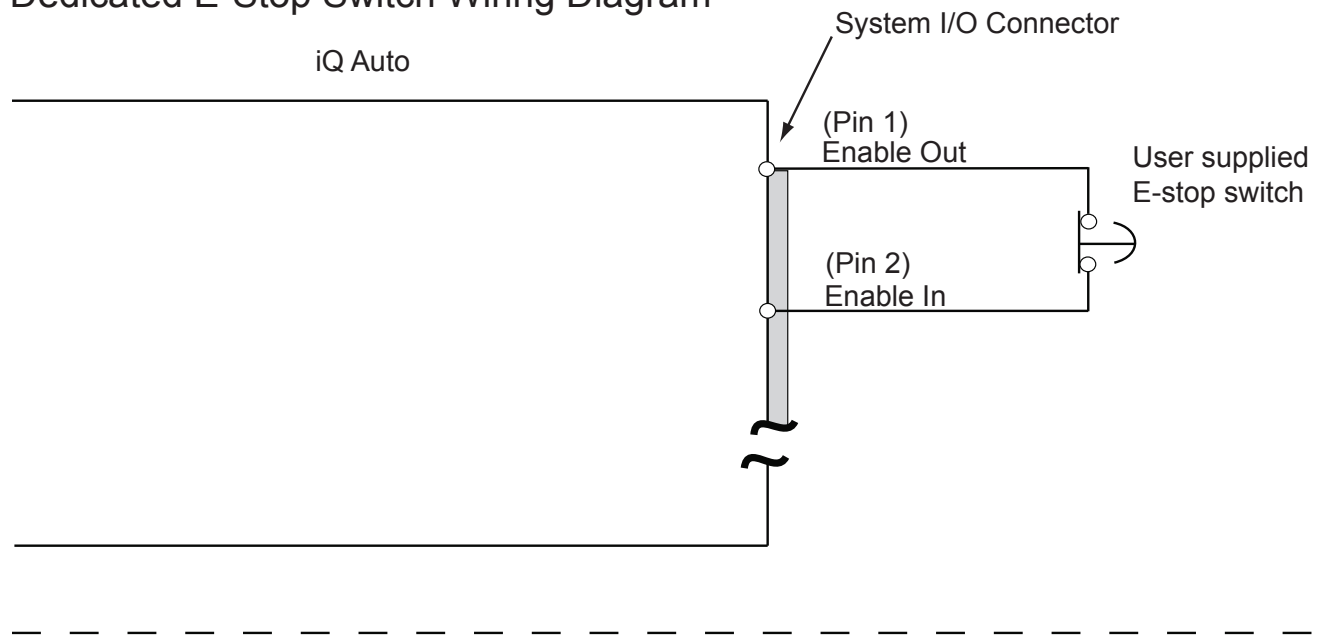 Dedicated E-Stop Switch Wiring Diagram
System I/O Connector
iQ Auto
(Pin 1)
Enable Out
User supplied
E-stop switch
(Pin 2)
Enable In